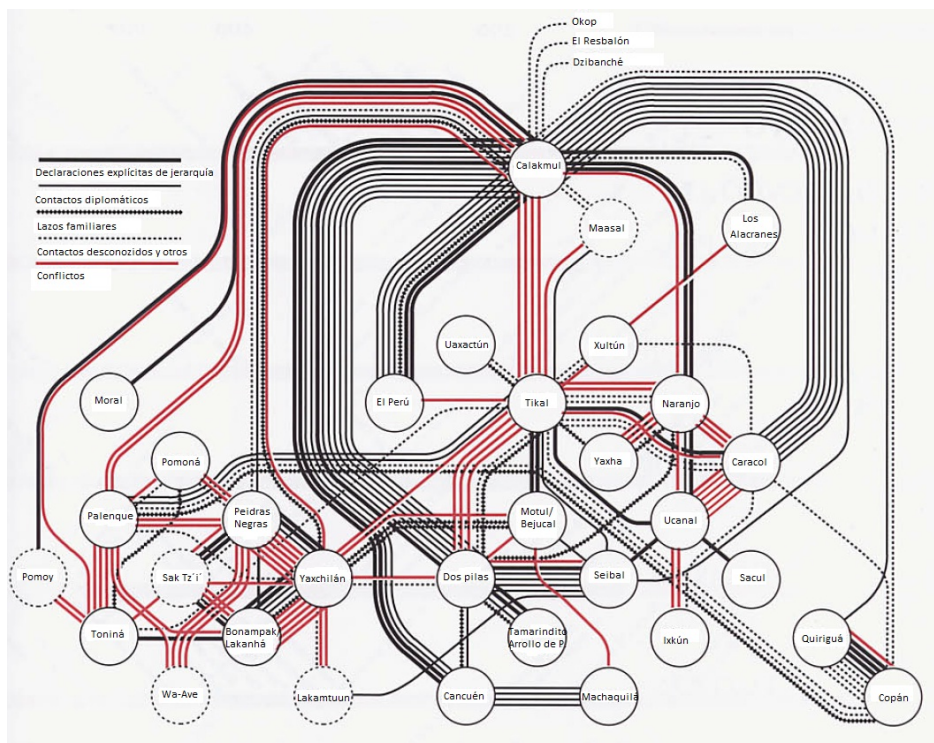 Okop
El Resbalón
Dzibanché
Calakmul
Declaraciones explícitas de jerarquía
Contactos diplomáticos
Lazos familiares
Contactos desconozidos y otros
Conflictos
Maasal
Los
Alacranes
Uaxactún
Xultún
Moral
El Perú
Tikal
Naranjo
Pomoná
Yaxha
Caracol
Palenque
Peidras
Negras
Motul/
Bejucal
Ucanal
Pomoy
Sak Tz´i´
Yaxchilán
Dos pilas
Seibal
Sacul
Toniná
Bonampak/
Lakanhá
Tamarindito
Arrollo de P.
Ixkún
Quiriguá
Wa-Ave
Lakamtuun
Cancuén
Machaquilá
Copán